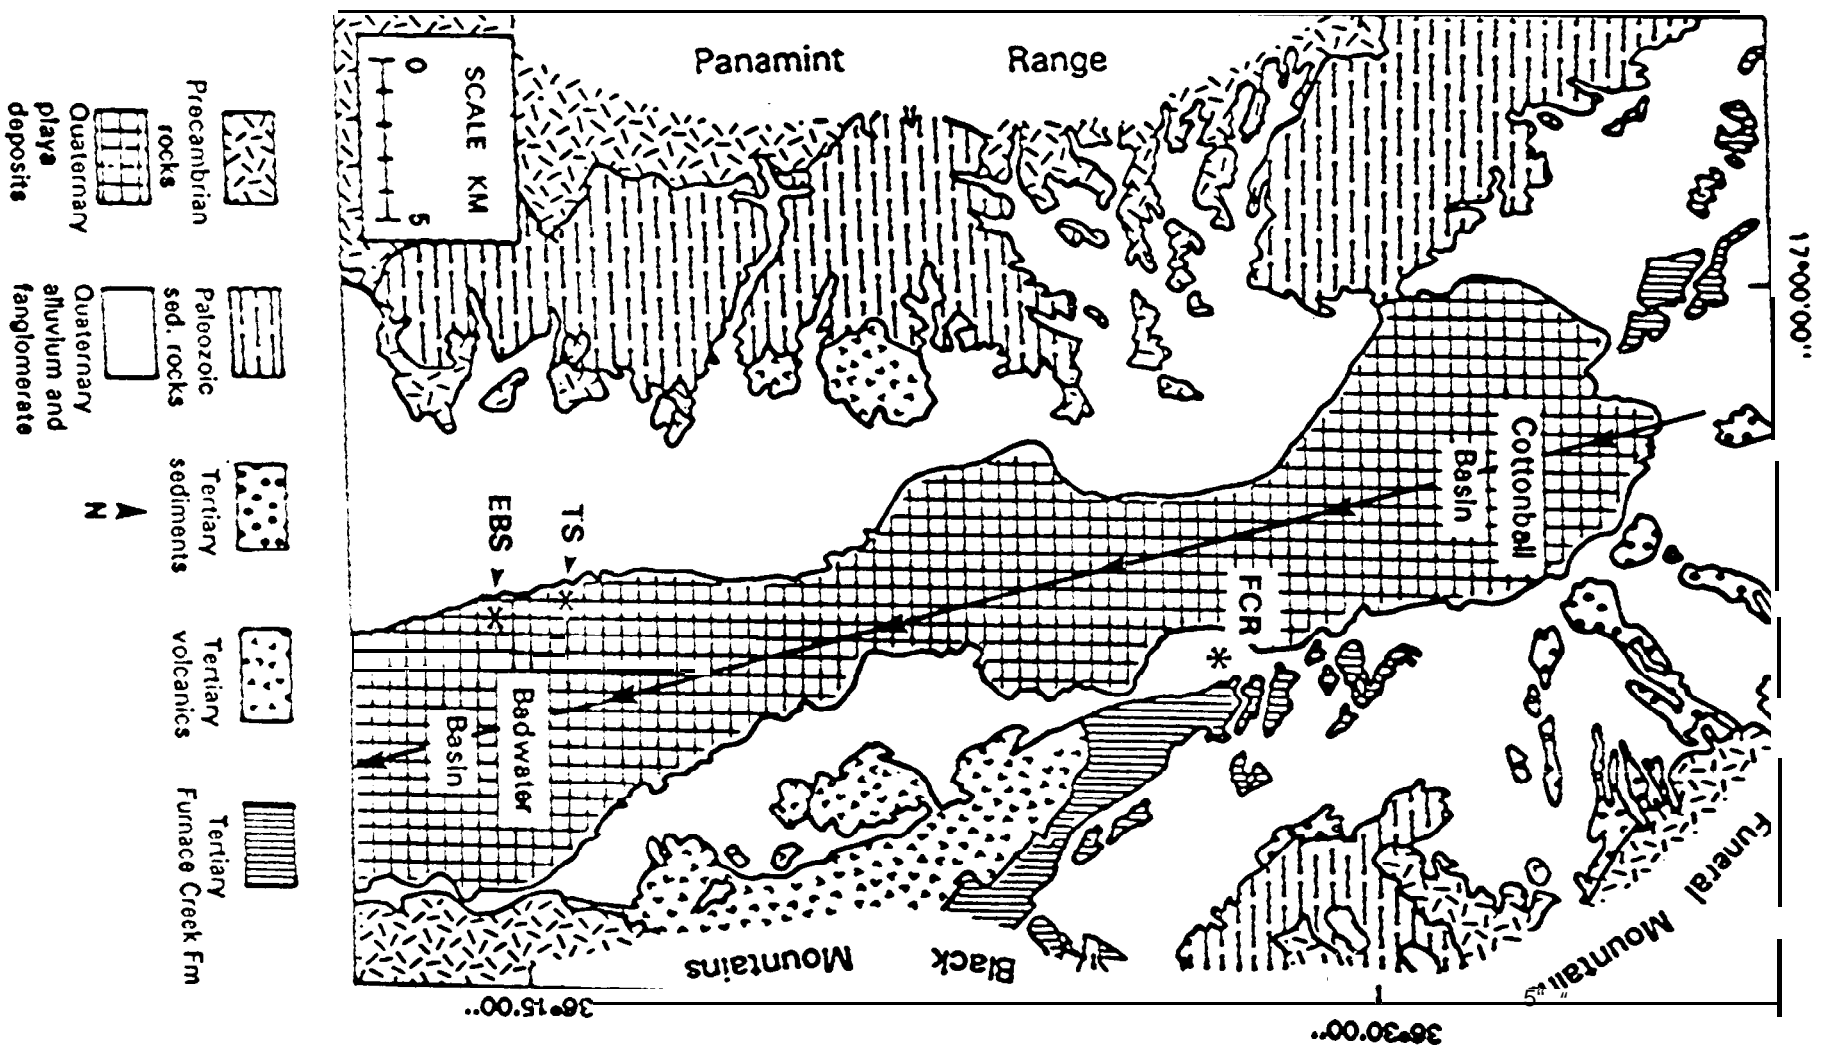 Panamint Range
SCALE KM
0 5
17°00'00"
Cottonball
Basin
FCR
TS
EBS
Badwater
Basin
Funeral
Mountain
Black Mountains
36°15'00"
36°30'00"
5"
Precambrian
rocks
Paleozoic
sed. rocks
Tertiary
sediments
Tertiary
volcanics
Tertiary
Furnace Creek Fm
Quaternary
playa
deposits
Quaternary
alluvium and
fanglomerate
N